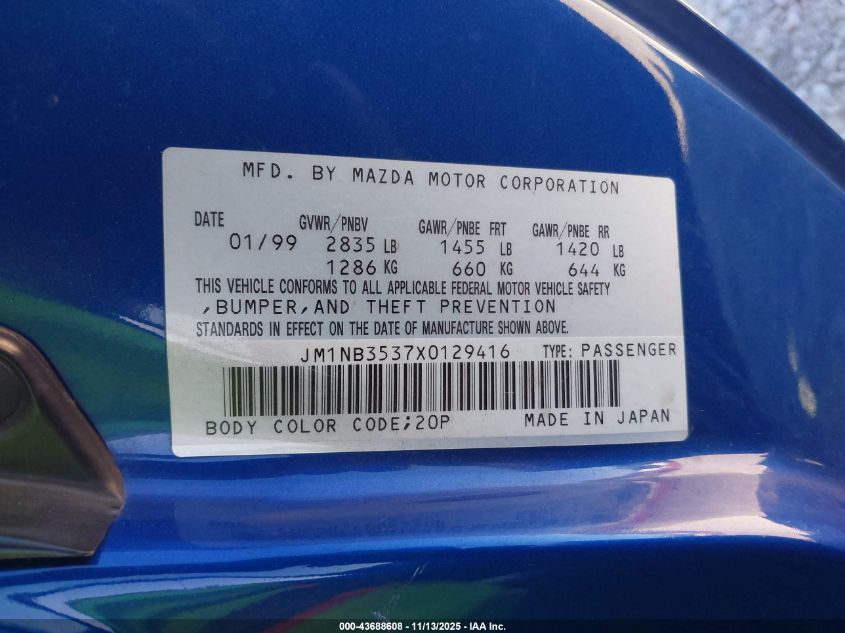 MFD. BY MAZDA MOTOR CORPORATION
DATE GVWR/PNBV GAWR/PNBE FRT GAWR/PNBE RR
01/99 2835 LB 1455 LB 1420 LB
1286 KG 660 KG 644 KG
THIS VEHICLE CONFORMS TO ALL APPLICABLE FEDERAL MOTOR VEHICLE SAFETY
,BUMPER,AND THEFT PREVENTION
STANDARDS IN EFFECT ON THE DATE OF MANUFACTURE SHOWN ABOVE.
JM1NB3537X0129416 TYPE: PASSENGER
BODY COLOR CODE;20P MADE IN JAPAN
000-43688608 - 11/13/2025 - IAA Inc.